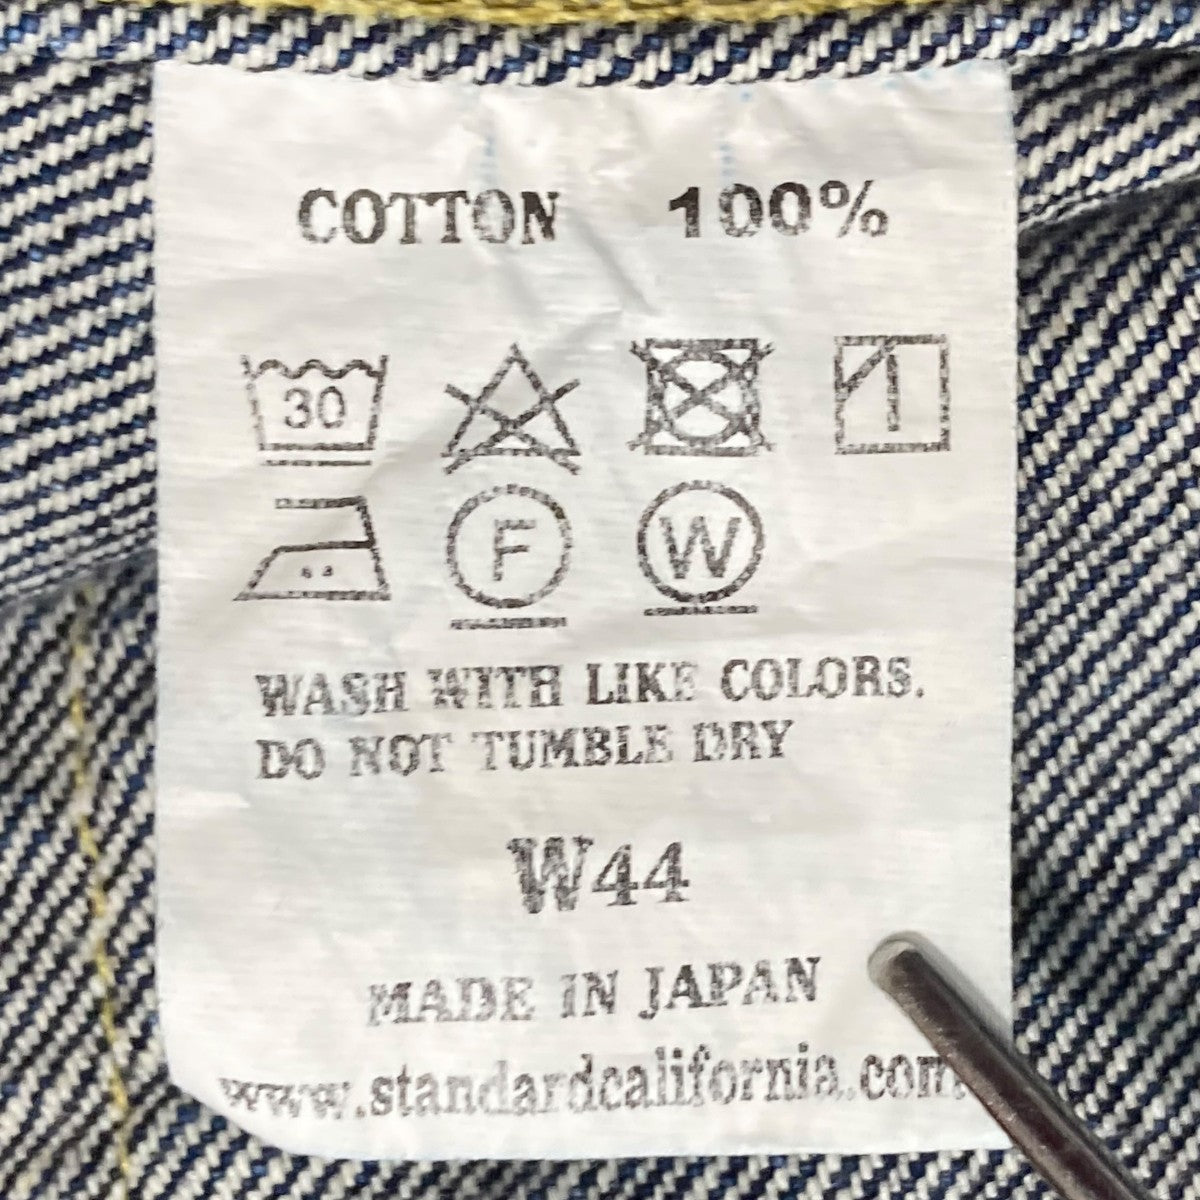 COTTON 100%
30
F W
WASH WITH LIKE COLORS.
DO NOT TUMBLE DRY
W44
MADE IN JAPAN
www.standardcalifornia.com